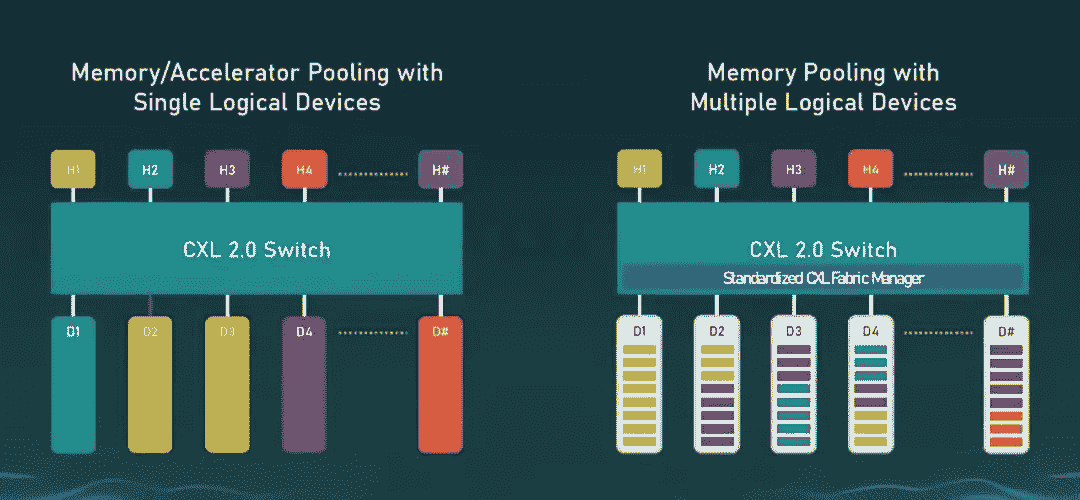 Memory/Accelerator Pooling with
Single Logical Devices
H1 H2 H3 H4 H#
CXL 2.0 Switch
D1 D2 D3 D4 D#
Memory Pooling with
Multiple Logical Devices
H1 H2 H3 H4 H#
CXL 2.0 Switch
Standardized CXL Fabric Manager
D1 D2 D3 D4 D#